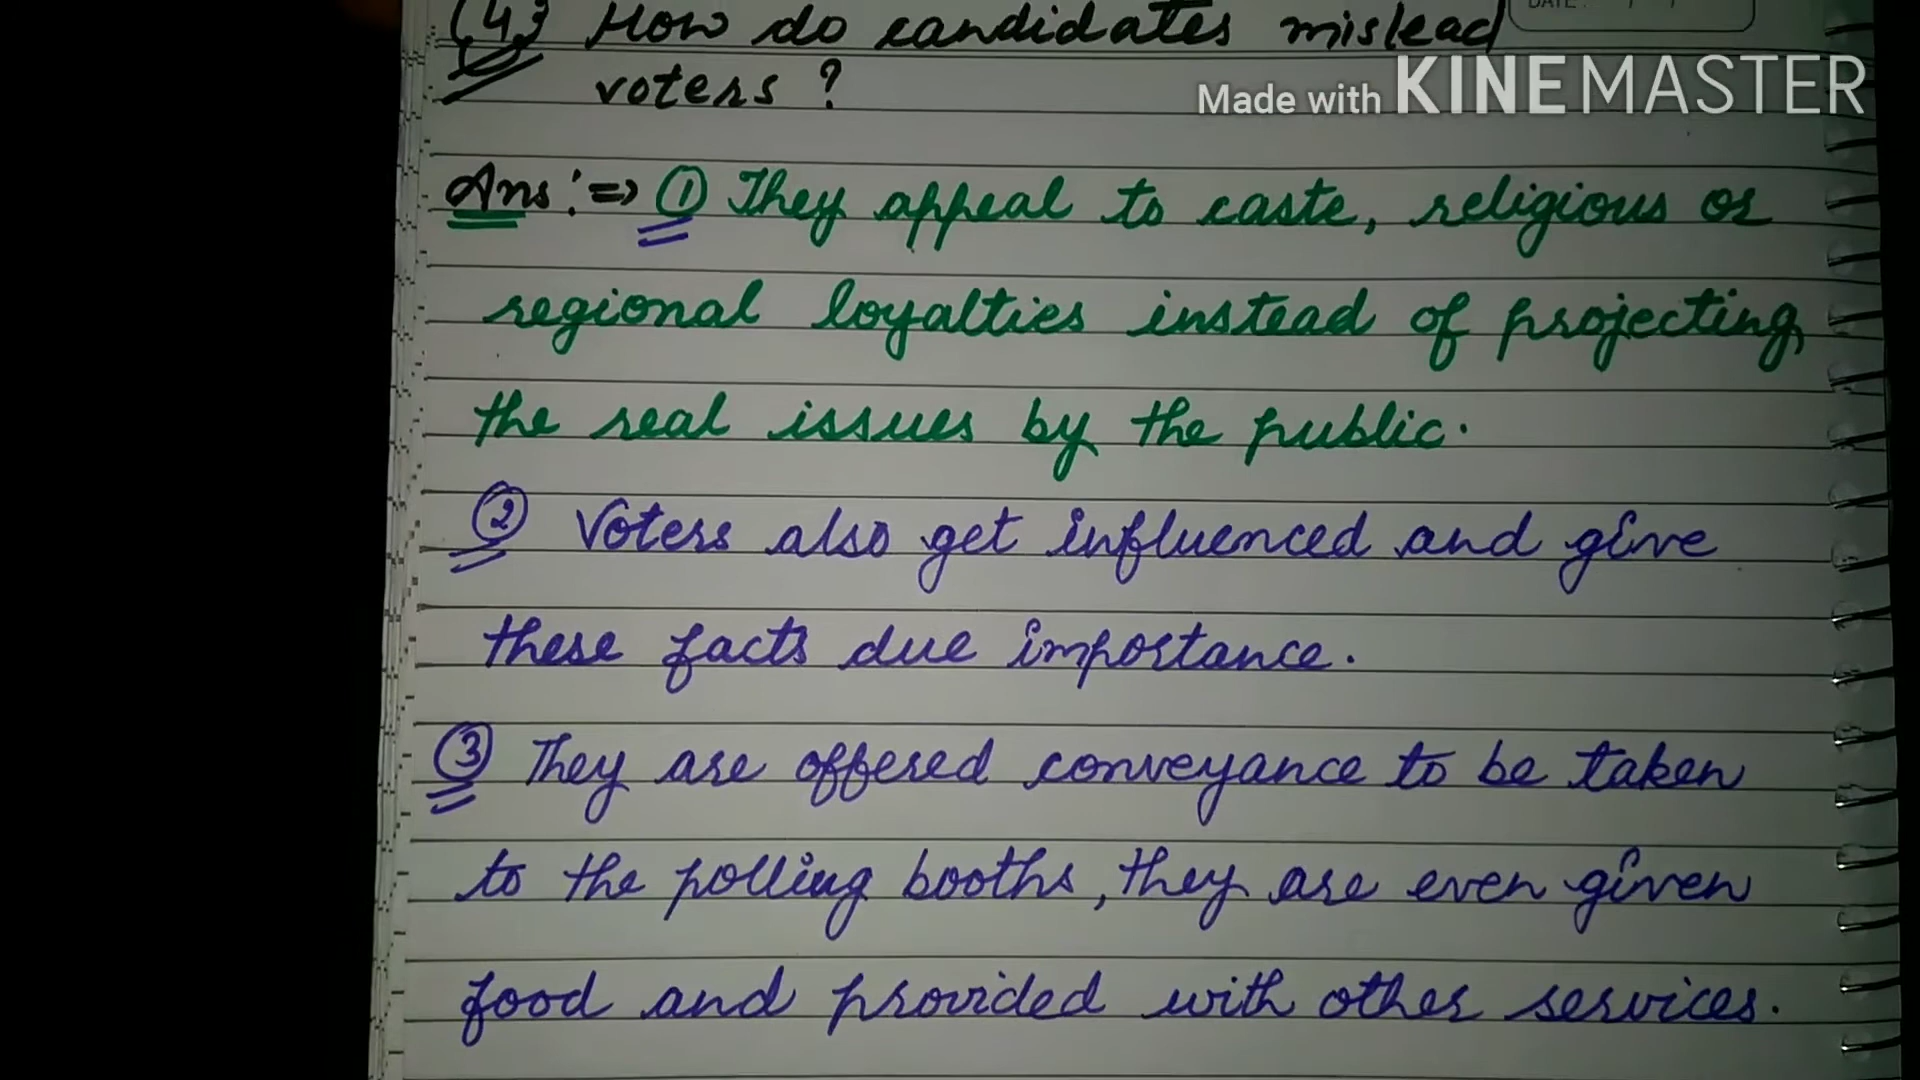 (4) How do candidates mislead
DATE: / /
voters ?
Made with KINEMASTER
Ans :=> ① They appeal to caste, religious or
regional loyalties instead of projecting
the real issues by the public.
② Voters also get influenced and give
these facts due importance.
③ They are offered conveyance to be taken
to the polling booths, they are even given
food and provided with other services.